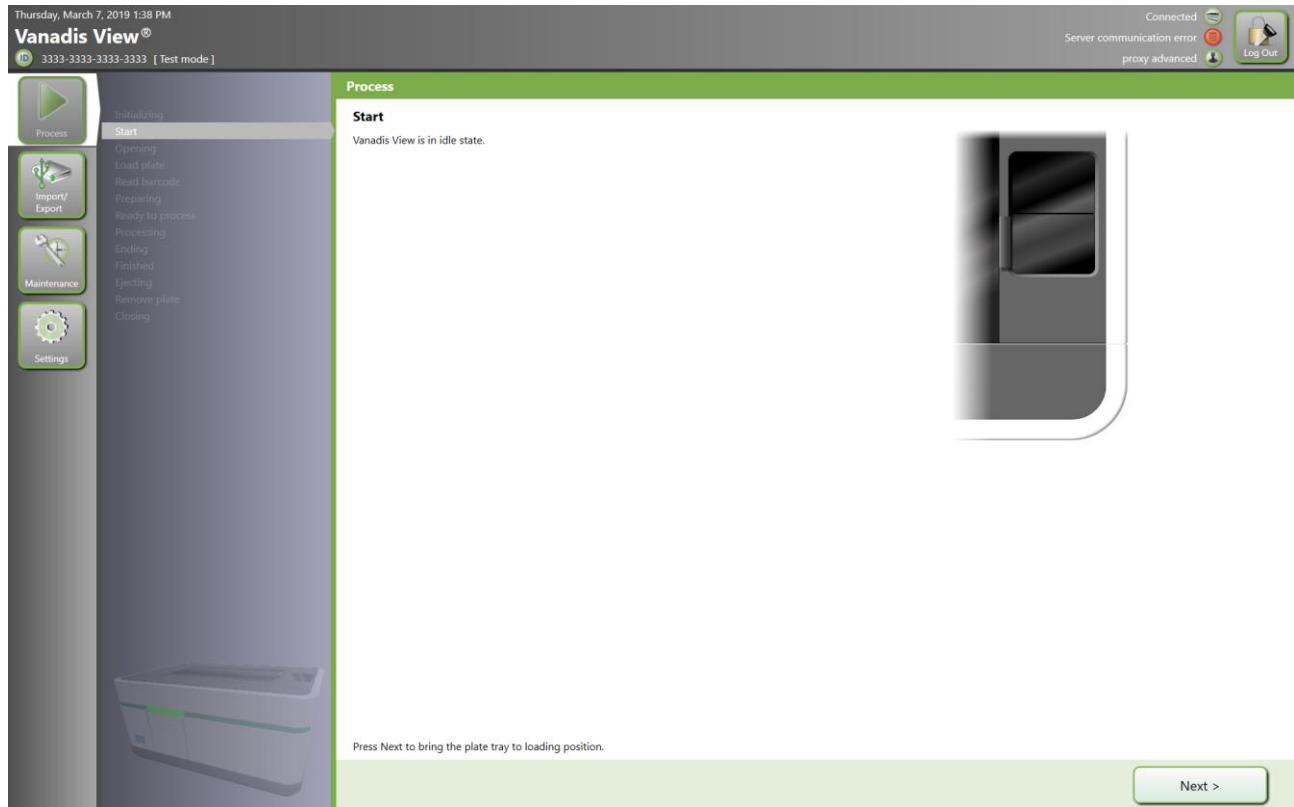 Thursday, March 7, 2019 1:38 PM
Vanadis View®
ID 3333-3333-3333-3333 [ Test mode ]
Connected
Server communication error
proxy advanced
Log Out
Process
Import/
Export
Maintenance
Settings
Initializing
Start
Opening
Load plate
Read barcode
Preparing
Ready to process
Processing
Ending
Finished
Ejecting
Remove plate
Closing
Process
Start
Vanadis View is in idle state.
Press Next to bring the plate tray to loading position.
Next >